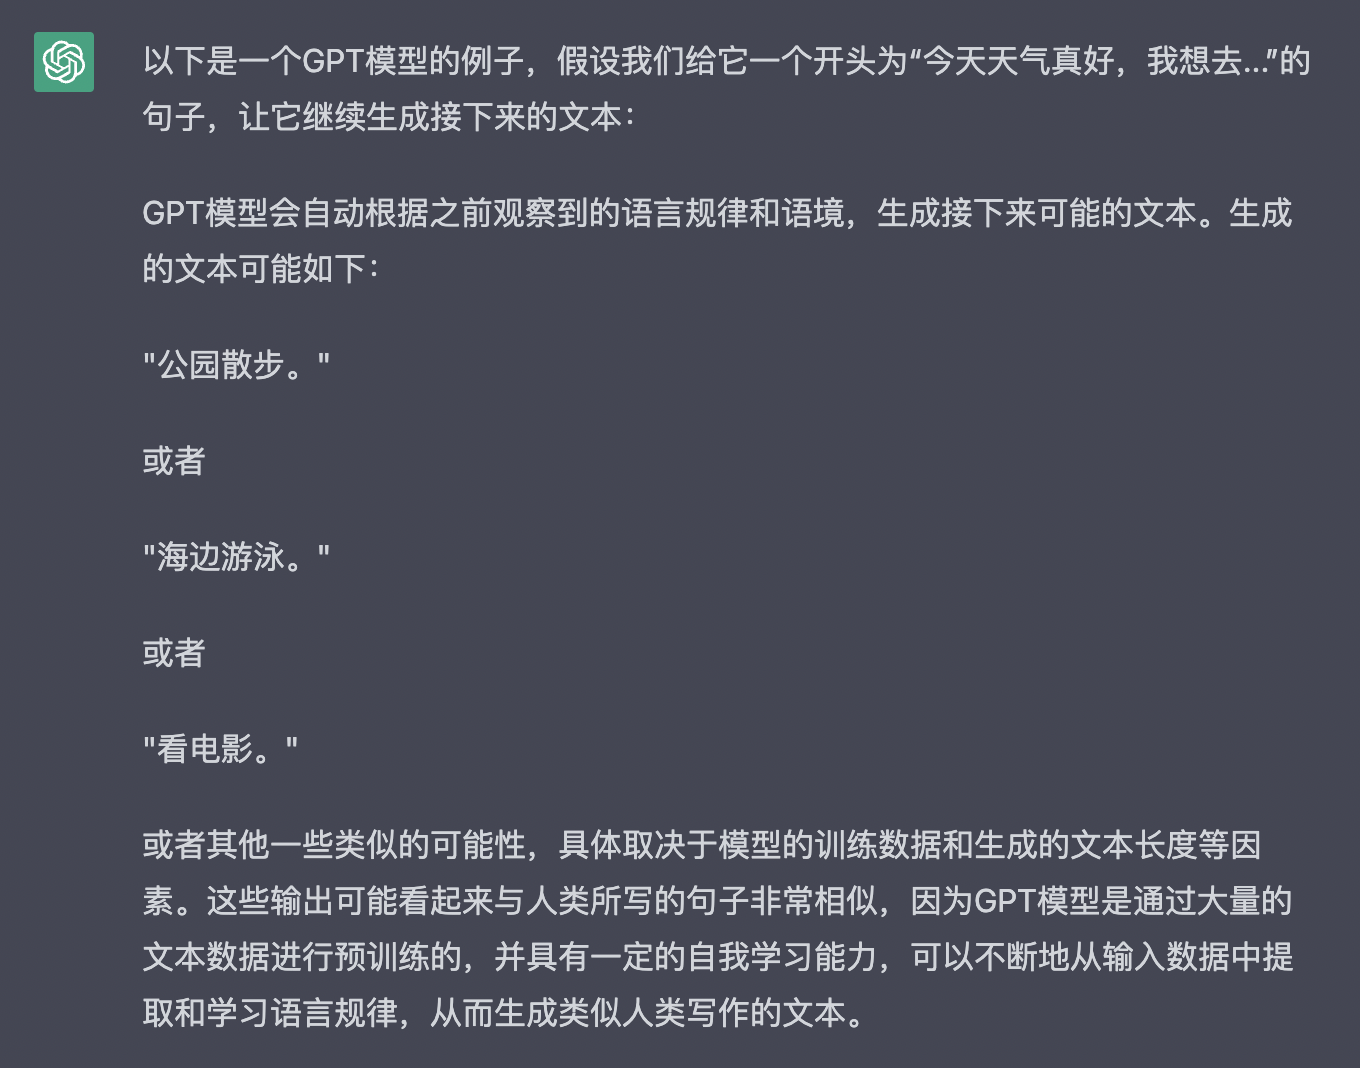 以下是一个GPT模型的例子，假设我们给它一个开头为“今天天气真好，我想去...”的
句子，让它继续生成接下来的文本：
GPT模型会自动根据之前观察到的语言规律和语境，生成接下来可能的文本。生成
的文本可能如下：
"公园散步。"
或者
"海边游泳。"
或者
"看电影。"
或者其他一些类似的可能性，具体取决于模型的训练数据和生成的文本长度等因
素。这些输出可能看起来与人类所写的句子非常相似，因为GPT模型是通过大量的
文本数据进行预训练的，并具有一定的自我学习能力，可以不断地从输入数据中提
取和学习语言规律，从而生成类似人类写作的文本。